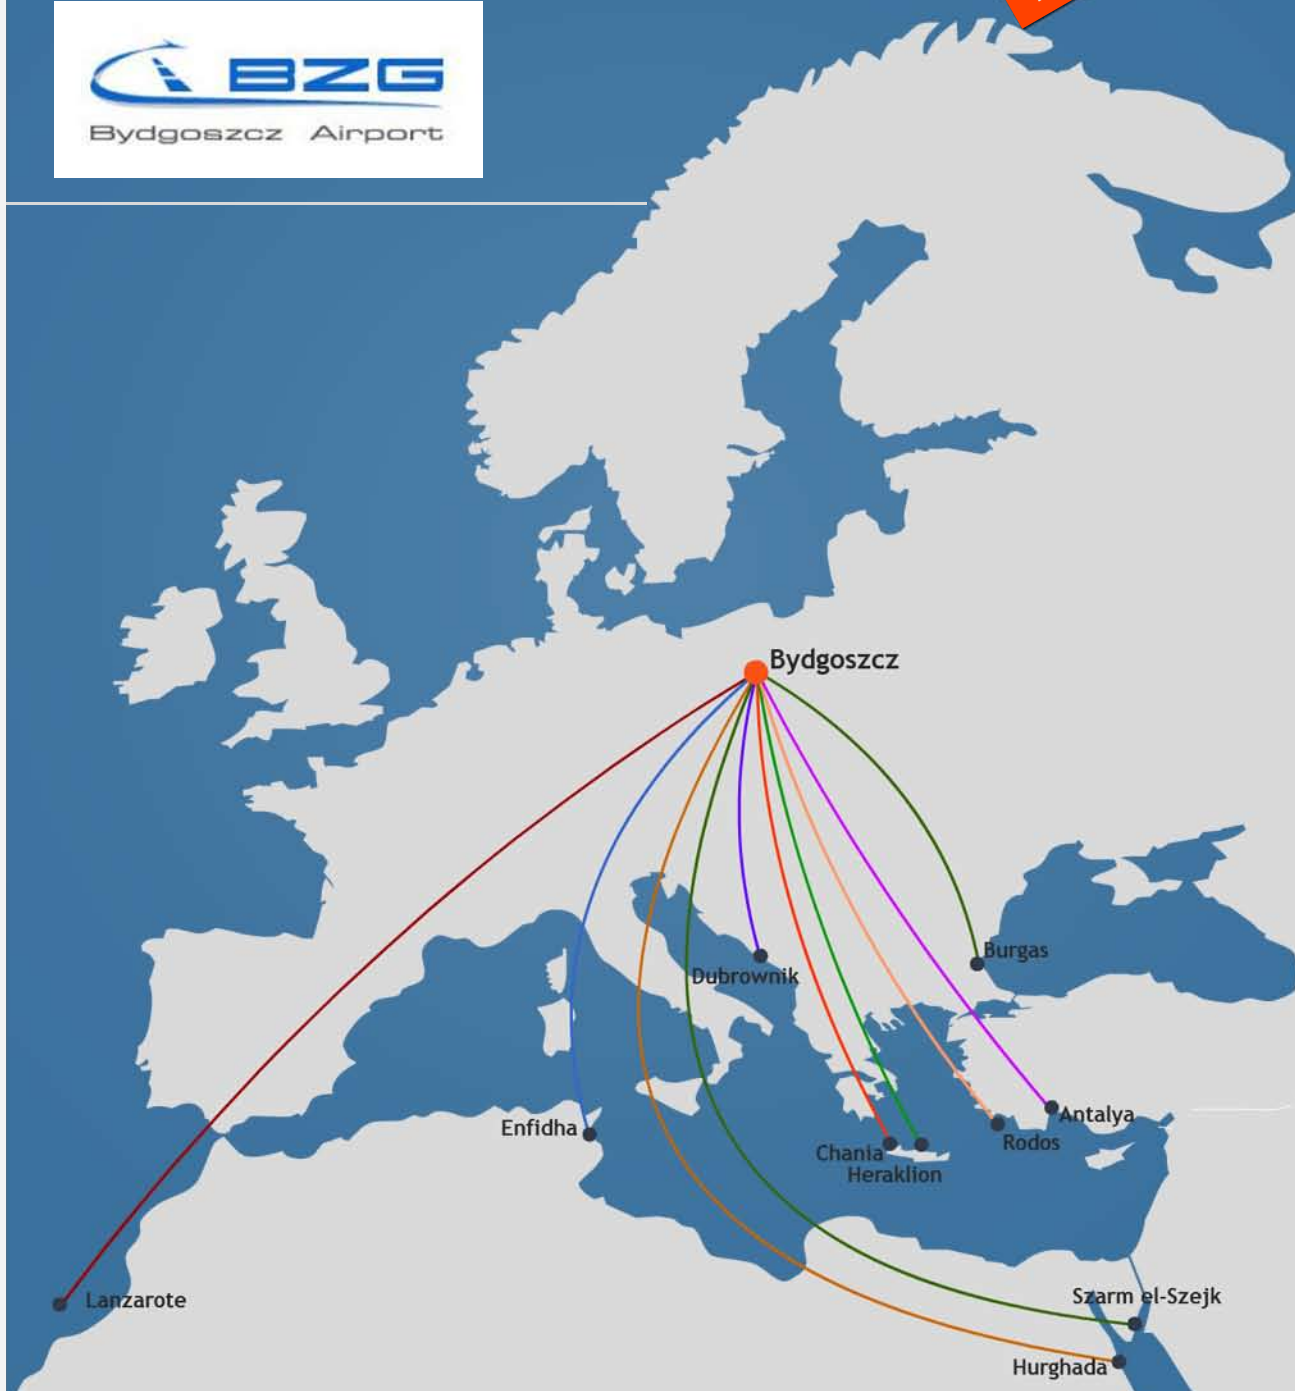 BZG
Bydgoszcz Airport
Bydgoszcz
Burgas
Dubrownik
Antalya
Enfidha
Rodos
Chania
Heraklion
Szarm el-Szejk
Lanzarote
Hurghada